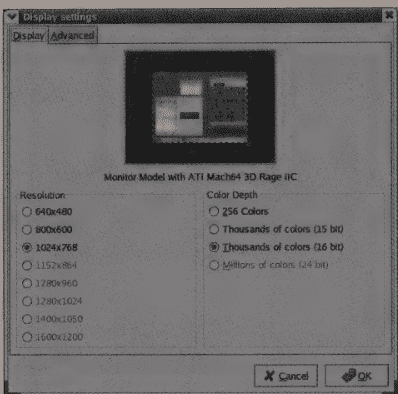 Display settings
Display Advanced
Monitor Model with ATI Mach64 3D Rage IIC
Resolution
640x480
800x600
1024x768
1152x864
1280x960
1280x1024
1400x1050
1600x1200
Color Depth
256 Colors
Thousands of colors (15 bit)
Thousands of colors (16 bit)
Millions of colors (24 bit)
Cancel OK